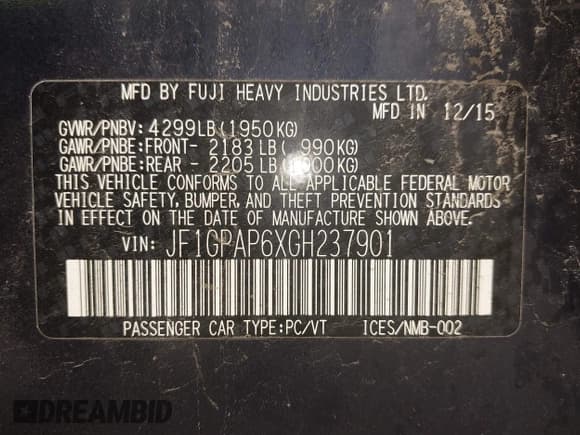 MFD BY FUJI HEAVY INDUSTRIES LTD.
MFD IN 12/15
GVWR/PNBV: 4299LB(1950KG)
GAWR/PNBE:FRONT- 2183LB( 990KG)
GAWR/PNBE:REAR - 2205LB( 000KG)
THIS VEHICLE CONFORMS TO ALL APPLICABLE FEDERAL MOTOR
VEHICLE SAFETY, BUMPER, AND THEFT PREVENTION STANDARDS
IN EFFECT ON THE DATE OF MANUFACTURE SHOWN ABOVE.
VIN: JF1GPAP6XGH237901
PASSENGER CAR TYPE:PC/VT ICES/NMB-002
DREAMBID